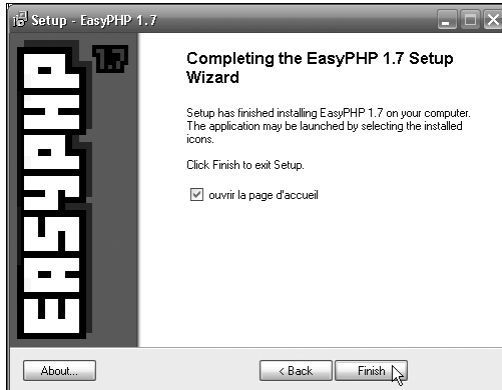 Setup - EasyPHP 1.7
EASYPHP
1.7
Completing the EasyPHP 1.7 Setup
Wizard
Setup has finished installing EasyPHP 1.7 on your computer.
The application may be launched by selecting the installed
icons.
Click Finish to exit Setup.
ouvrir la page d'accueil
About...
< Back
Finish